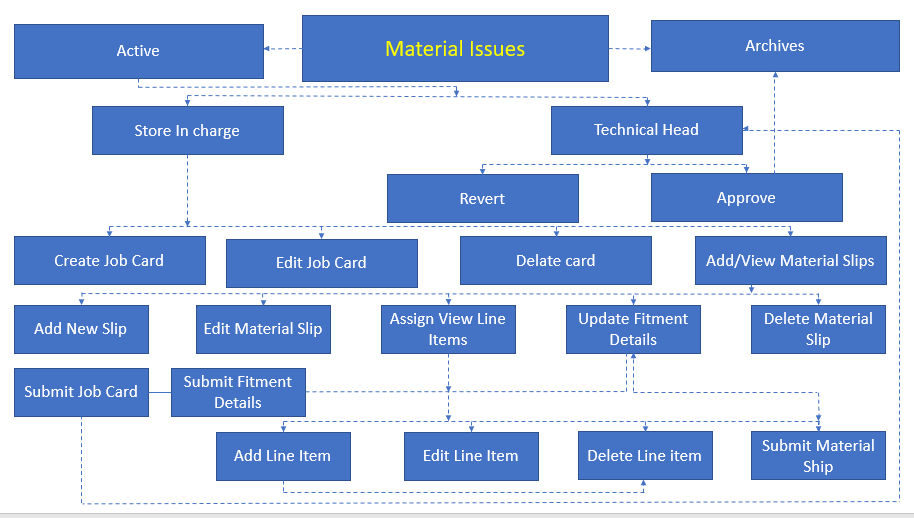 Material Issues
Active
Archives
Store In charge
Technical Head
Revert
Approve
Create Job Card
Edit Job Card
Delate card
Add/View Material Slips
Add New Slip
Edit Material Slip
Assign View Line
Items
Update Fitment
Details
Delete Material
Slip
Submit Job Card
Submit Fitment
Details
Add Line Item
Edit Line Item
Delete Line item
Submit Material
Ship